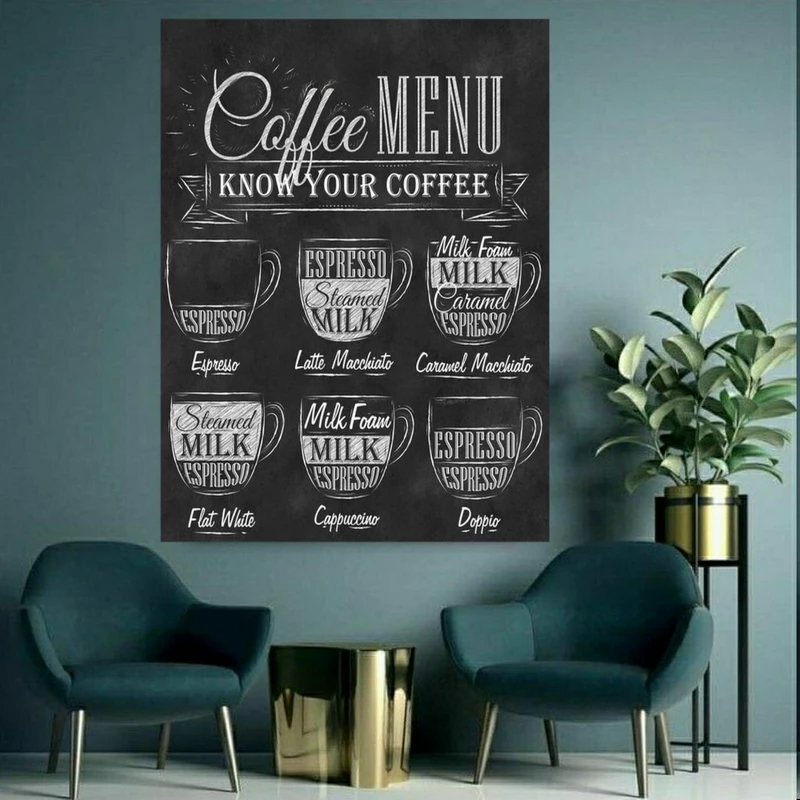 Coffee MENU
KNOW YOUR COFFEE
ESPRESSO
Espresso
ESPRESSO
Steamed
MILK
Latte Macchiato
Milk Foam
MILK
Caramel
ESPRESSO
Caramel Macchiato
Steamed
MILK
ESPRESSO
Flat White
Milk Foam
MILK
ESPRESSO
Cappuccino
ESPRESSO
ESPRESSO
Doppio